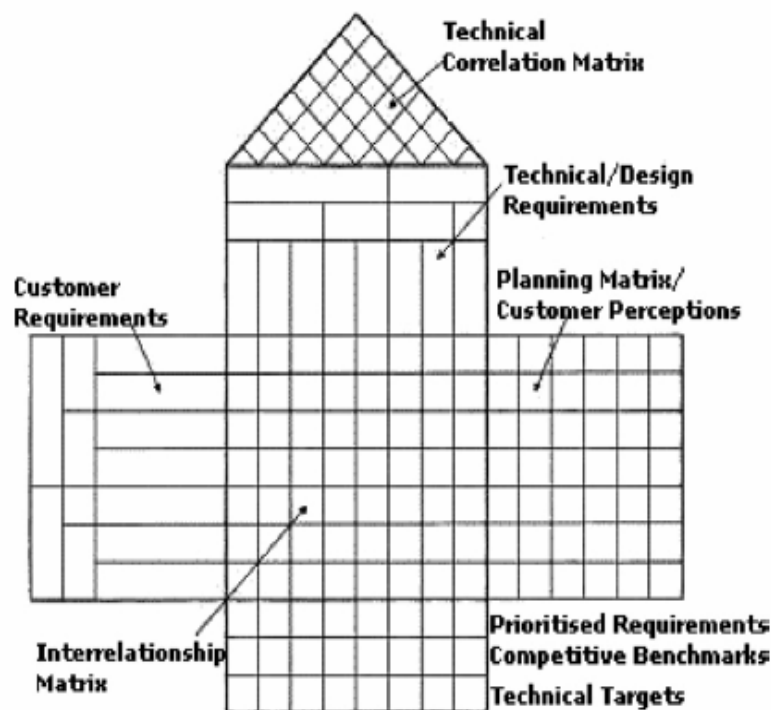 Technical
Correlation Matrix
Technical/Design
Requirements
Planning Matrix/
Customer Perceptions
Customer
Requirements
Interrelationship
Matrix
Prioritised Requirements
Competitive Benchmarks
Technical Targets